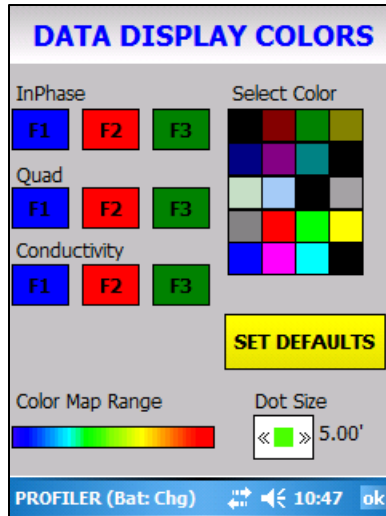 DATA DISPLAY COLORS
InPhase
F1 F2 F3
Quad
F1 F2 F3
Conductivity
F1 F2 F3
Select Color
SET DEFAULTS
Color Map Range
Dot Size
« » 5.00'
PROFILER (Bat: Chg) 10:47 ok